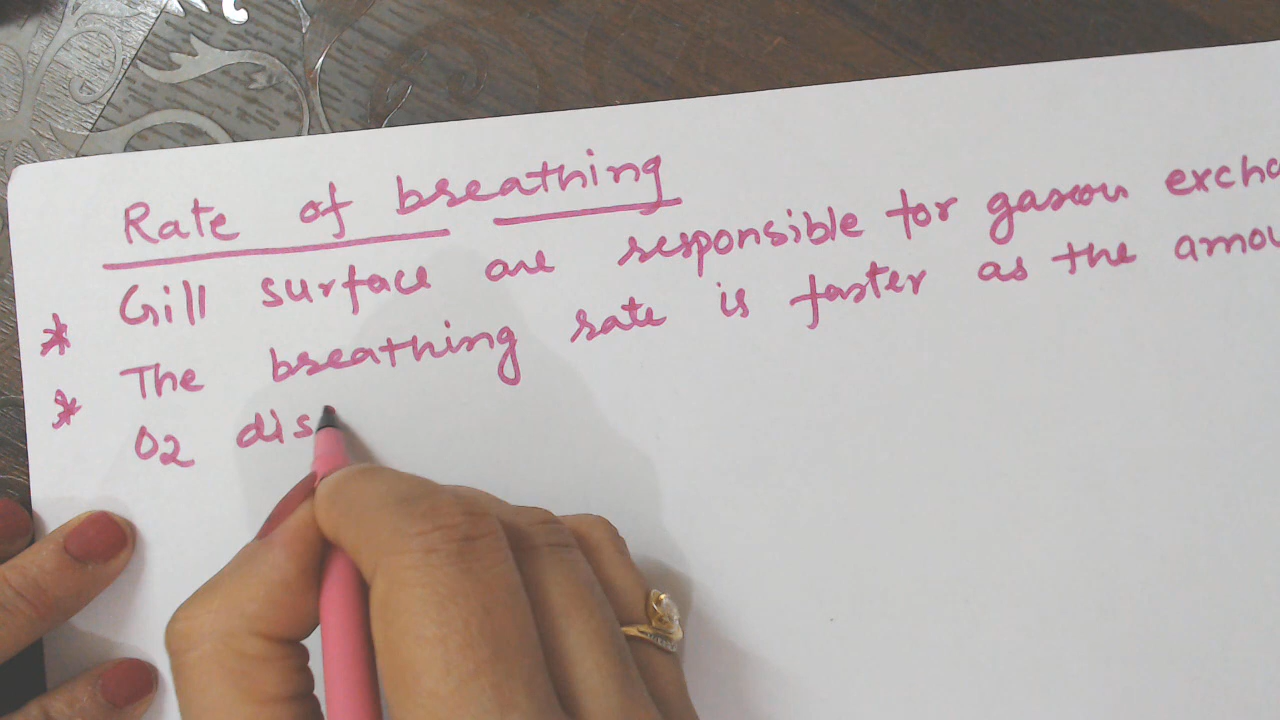 Rate of breathing
* Gill surface are responsible for gaseou excha
* The breathing rate is faster as the amou
O2 dis